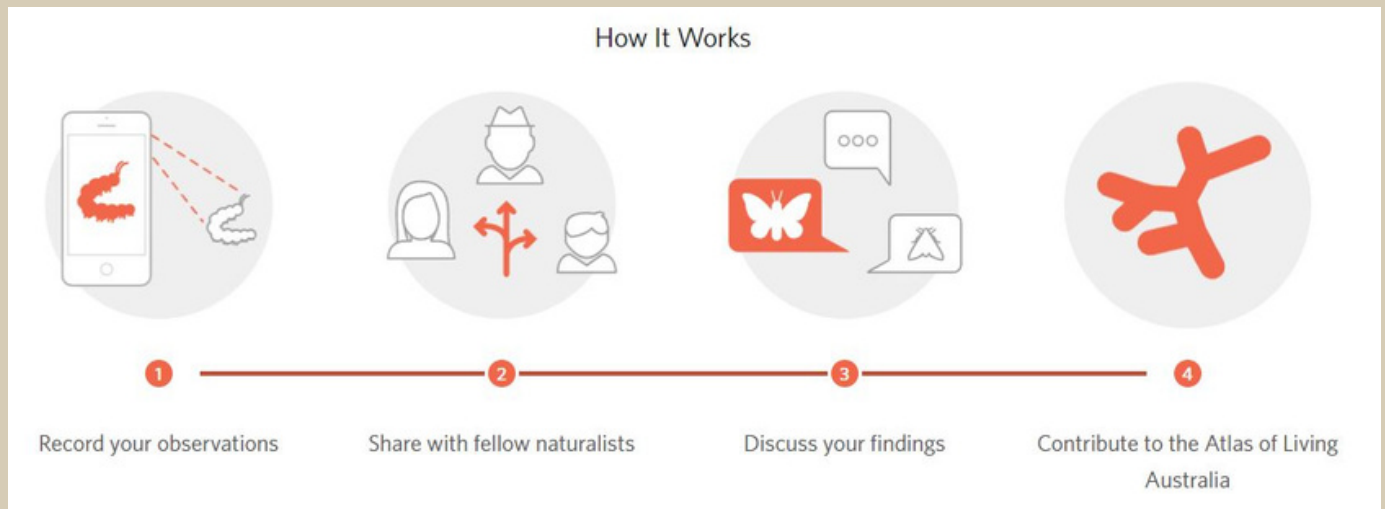 How It Works
1
2
3
4
Record your observations
Share with fellow naturalists
Discuss your findings
Contribute to the Atlas of Living
Australia